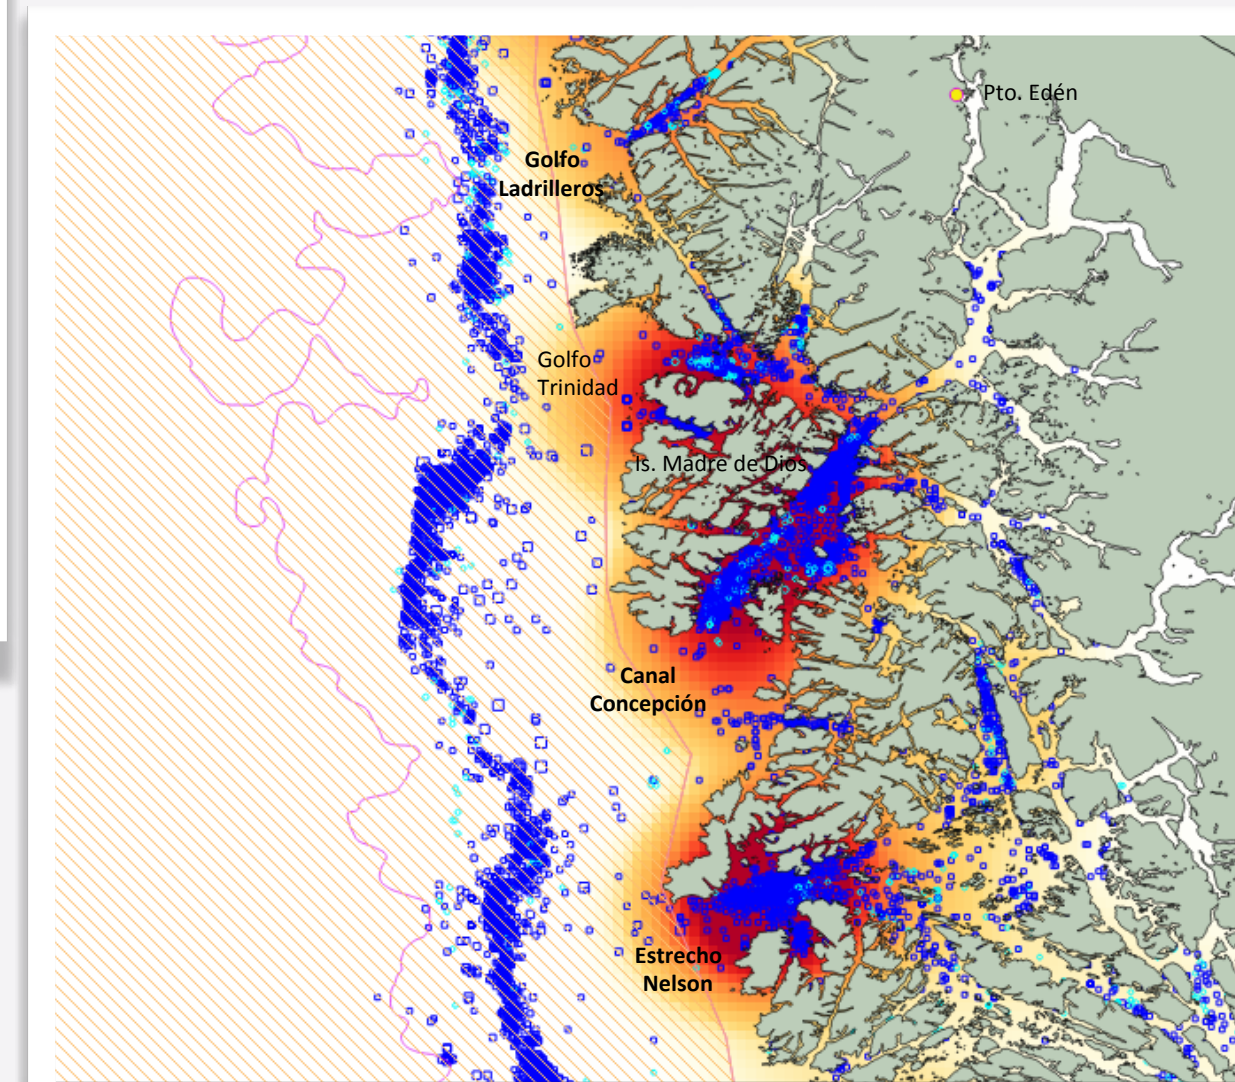 Pto. Edén
Golfo
Ladrilleros
Golfo
Trinidad
Is. Madre de Dios
Canal
Concepción
Estrecho
Nelson